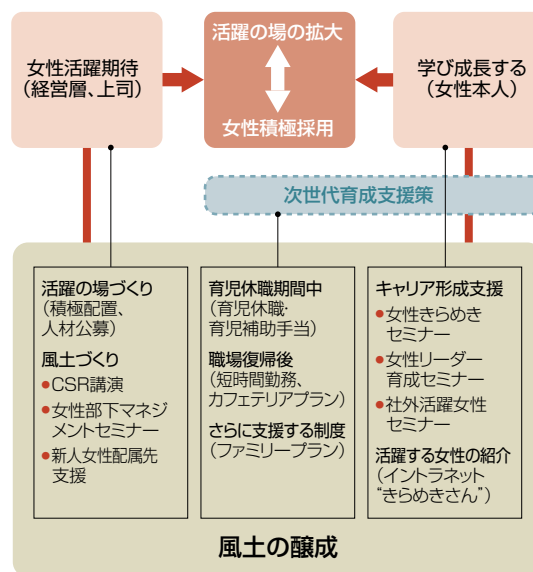 女性活躍期待
（経営層、上司）
活躍の場の拡大
女性積極採用
学び成長する
（女性本人）
次世代育成支援策
活躍の場づくり
（積極配置、
人材公募）
風土づくり
●CSR講演
●女性部下マネジ
メントセミナー
●新人女性配属先
支援
育児休職期間中
（育児休職・
育児補助手当）
職場復帰後
（短時間勤務、
カフェテリアプラン）
さらに支援する制度
（ファミリープラン）
キャリア形成支援
●女性きらめき
セミナー
●女性リーダー
育成セミナー
●社外活躍女性
セミナー
活躍する女性の紹介
（イントラネット
“きらめきさん”）
風土の醸成